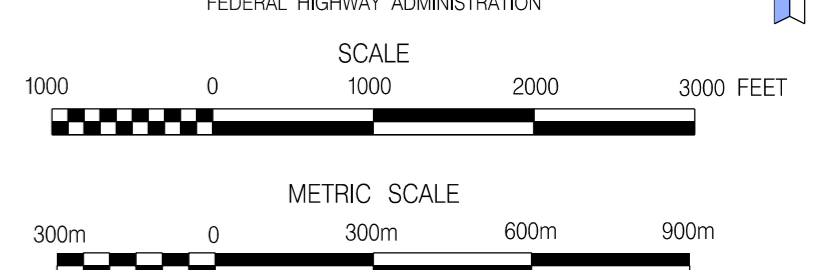 FEDERAL HIGHWAY ADMINISTRATION
SCALE
1000 0 1000 2000 3000 FEET
METRIC SCALE
300m 0 300m 600m 900m